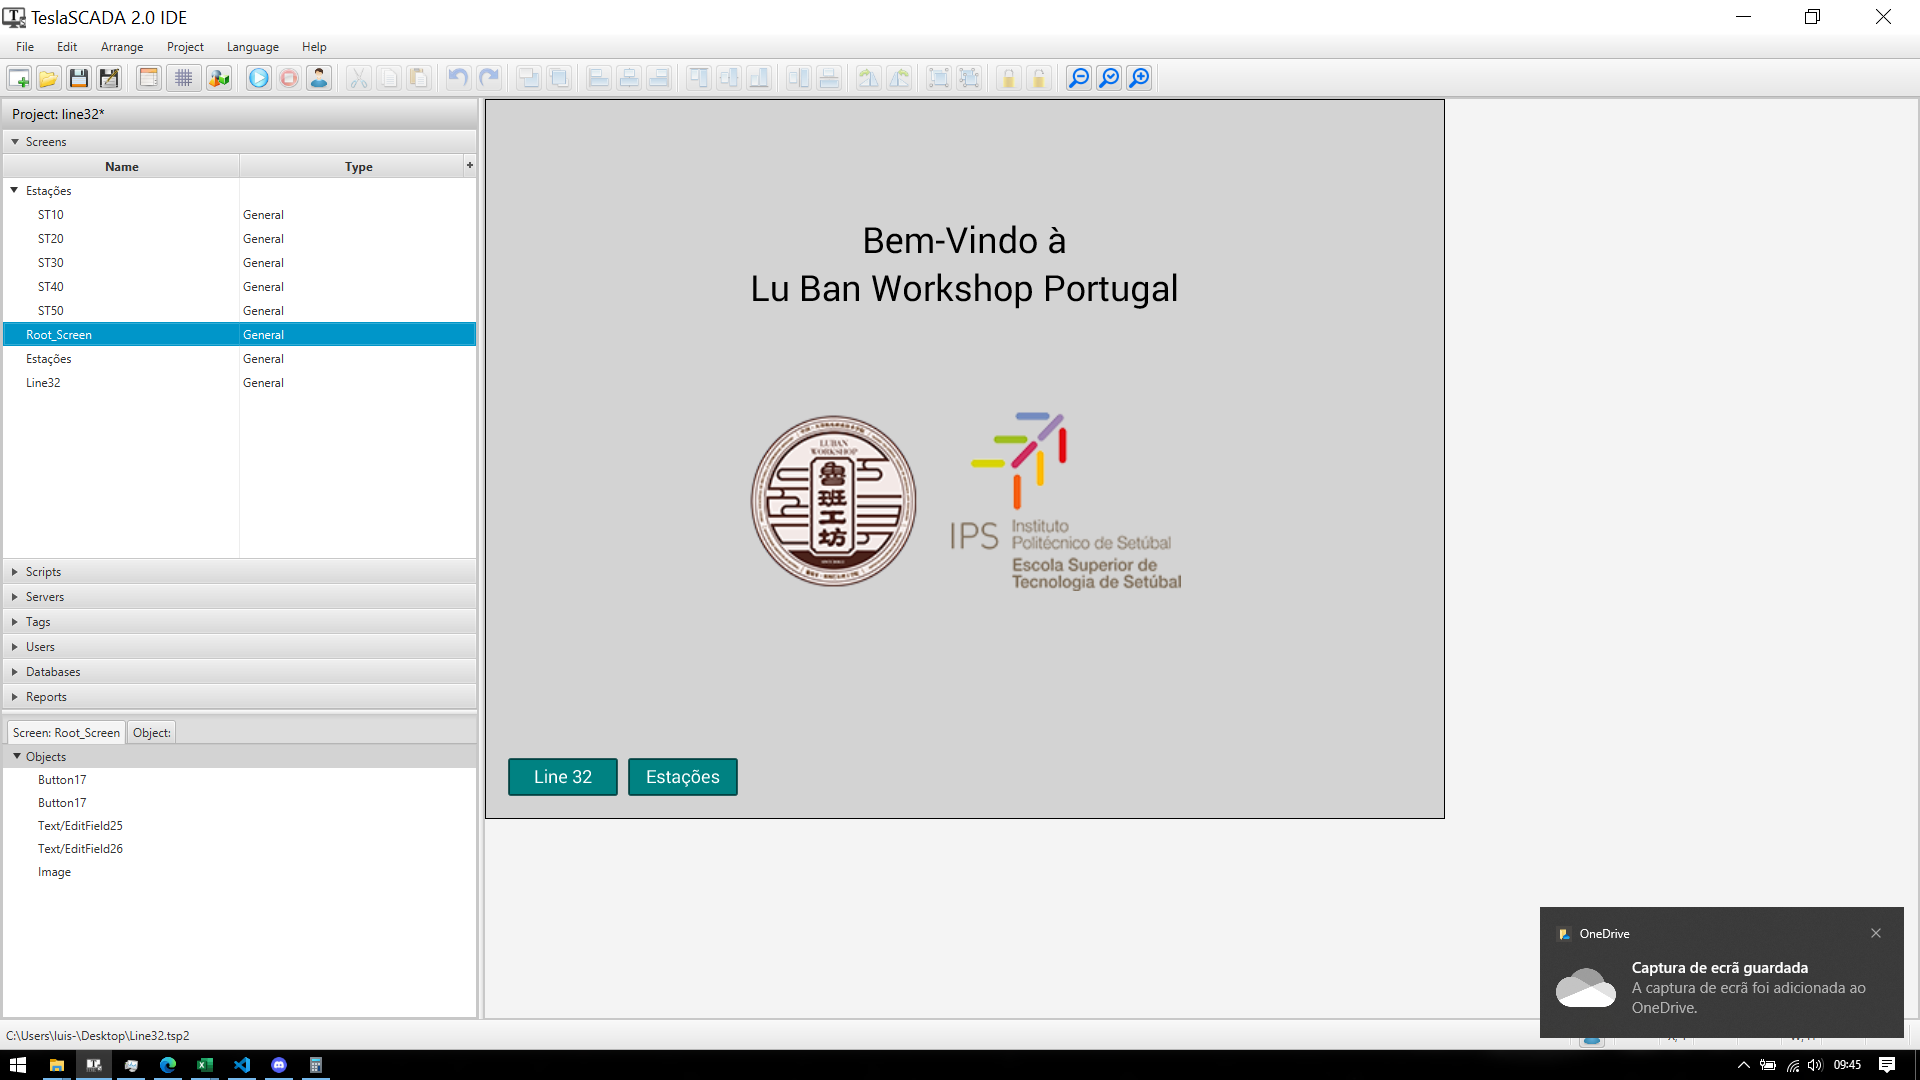 TeslaSCADA 2.0 IDE
File Edit Arrange Project Language Help
Project: line32*
Screens
Name Type +
Estações
ST10 General
ST20 General
ST30 General
ST40 General
ST50 General
Root_Screen General
Estações General
Line32 General
Scripts
Servers
Tags
Users
Databases
Reports
Screen: Root_Screen Object:
Objects
Button17
Button17
Text/EditField25
Text/EditField26
Image
Bem-Vindo à
Lu Ban Workshop Portugal
LUBAN
WORKSHOP
魯班工坊
IPS Instituto
Politécnico de Setúbal
Escola Superior de
Tecnologia de Setúbal
Line 32 Estações
OneDrive
Captura de ecrã guardada
A captura de ecrã foi adicionada ao
OneDrive.
C:\Users\luis-\Desktop\Line32.tsp2
09:45